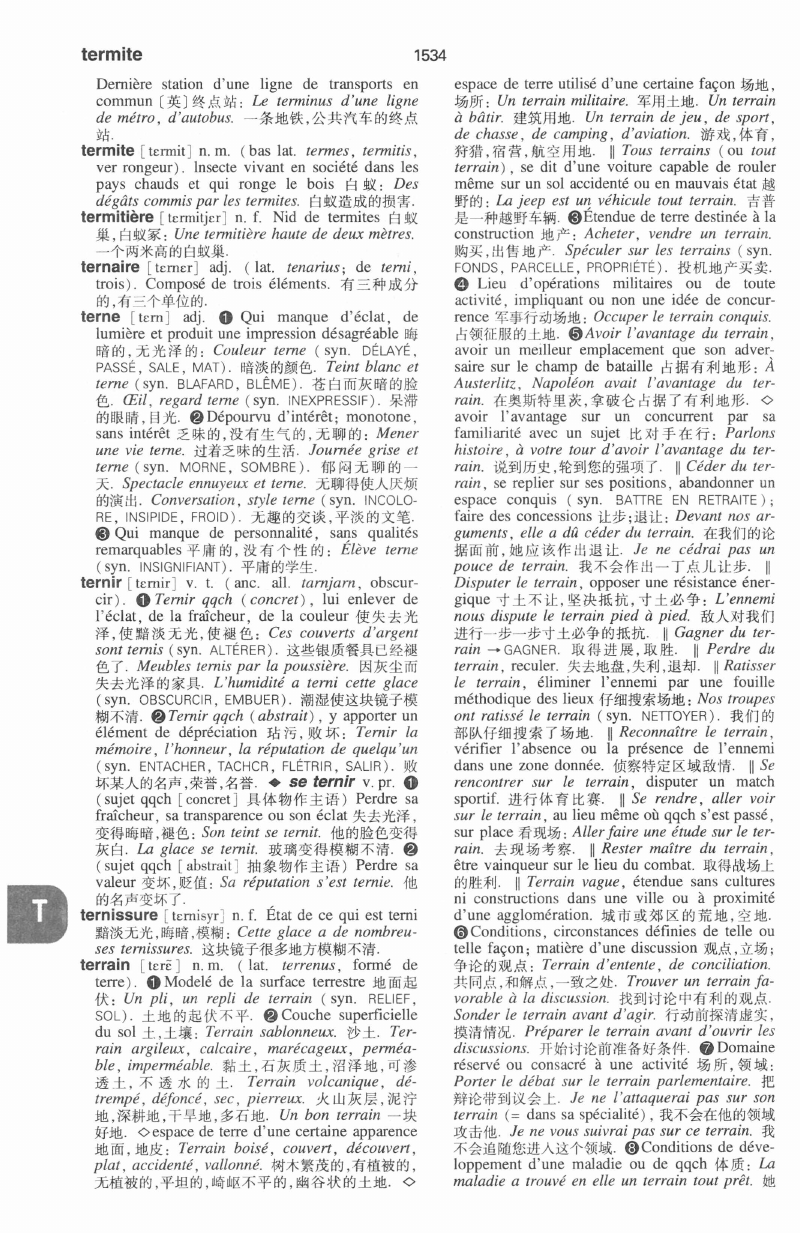 termite
1534
Dernière station d'une ligne de transports en
commun〔英〕终点站: Le terminus d'une ligne
de métro, d'autobus. 一条地铁,公共汽车的终点
站.
termite [tɛrmit] n. m. (bas lat. termes, termitis,
ver rongeur). Insecte vivant en société dans les
pays chauds et qui ronge le bois 白蚁: Des
dégâts commis par les termites. 白蚁造成的损害.
termitière [tɛrmitjɛr] n. f. Nid de termites 白蚁
巢,白蚁冢: Une termitière haute de deux mètres.
一个两米高的白蚁巢.
ternaire [tɛrnɛr] adj. (lat. tenarius; de terni,
trois). Composé de trois éléments. 有三种成分
的,有三个单位的.
terne [tɛrn] adj. ❶ Qui manque d'éclat, de
lumière et produit une impression désagréable 晦
暗的,无光泽的: Couleur terne (syn. DÉLAYÉ,
PASSÉ, SALE, MAT). 暗淡的颜色. Teint blanc et
terne (syn. BLAFARD, BLÊME). 苍白而灰暗的脸
色. Œil, regard terne (syn. INEXPRESSIF). 呆滞
的眼睛,目光. ❷ Dépourvu d'intérêt; monotone,
sans intérêt 乏味的,没有生气的,无聊的: Mener
une vie terne. 过着乏味的生活. Journée grise et
terne (syn. MORNE, SOMBRE). 郁闷无聊的一
天. Spectacle ennuyeux et terne. 无聊得使人厌烦
的演出. Conversation, style terne (syn. INCOLO-
RE, INSIPIDE, FROID). 无趣的交谈,平淡的文笔.
❸ Qui manque de personnalité, sans qualités
remarquables 平庸的,没有个性的: Élève terne
(syn. INSIGNIFIANT). 平庸的学生.
ternir [tɛrnir] v. t. (anc. all. tarnjam, obscur-
cir). ❶ Ternir qqch (concret), lui enlever de
l'éclat, de la fraîcheur, de la couleur 使失去光
泽,使黯淡无光,使褪色: Ces couverts d'argent
sont ternis (syn. ALTÉRER). 这些银质餐具已经褪
色了. Meubles ternis par la poussière. 因灰尘而
失去光泽的家具. L'humidité a terni cette glace
(syn. OBSCURCIR, EMBUER). 潮湿使这块镜子模
糊不清. ❷ Ternir qqch (abstrait), y apporter un
élément de dépréciation 玷污,败坏: Ternir la
mémoire, l'honneur, la réputation de quelqu'un
(syn. ENTACHER, TACHCR, FLÉTRIR, SALIR). 败
坏某人的名声,荣誉,名誉. ◆ se ternir v. pr. ❶
(sujet qqch [concret] 具体物作主语) Perdre sa
fraîcheur, sa transparence ou son éclat 失去光泽,
变得晦暗,褪色: Son teint se ternit. 他的脸色变得
灰白. La glace se ternit. 玻璃变得模糊不清. ❷
(sujet qqch [abstrait] 抽象物作主语) Perdre sa
valeur 变坏,贬值: Sa réputation s'est ternie. 他
的名声变坏了.
T
ternissure [tɛrnisyr] n. f. État de ce qui est terni
黯淡无光,晦暗,模糊: Cette glace a de nombreu-
ses ternissures. 这块镜子很多地方模糊不清.
terrain [tɛrɛ̃] n. m. (lat. terrenus, formé de
terre). ❶ Modelé de la surface terrestre 地面起
伏: Un pli, un repli de terrain (syn. RELIEF,
SOL). 土地的起伏不平. ❷ Couche superficielle
du sol 土,土壤: Terrain sablonneux. 沙土. Ter-
rain argileux, calcaire, marécageux, perméa-
ble, imperméable. 黏土,石灰质土,沼泽地,可渗
透土,不透水的土. Terrain volcanique, dé-
trempé, défoncé, sec, pierreux. 火山灰层,泥泞
地,深耕地,干旱地,多石地. Un bon terrain 一块
好地. ◇ espace de terre d'une certaine apparence
地面,地皮: Terrain boisé, couvert, découvert,
plat, accidenté, vallonné. 树木繁茂的,有植被的,
无植被的,平坦的,崎岖不平的,幽谷状的土地. ◇
espace de terre utilisé d'une certaine façon 场地,
场所: Un terrain militaire. 军用土地. Un terrain
à bâtir. 建筑用地. Un terrain de jeu, de sport,
de chasse, de camping, d'aviation. 游戏,体育,
狩猎,宿营,航空用地. ‖ Tous terrains (ou tout
terrain), se dit d'une voiture capable de rouler
même sur un sol accidenté ou en mauvais état 越
野的: La jeep est un véhicule tout terrain. 吉普
是一种越野车辆. ❸ Étendue de terre destinée à la
construction 地产: Acheter, vendre un terrain.
购买,出售地产. Spéculer sur les terrains (syn.
FONDS, PARCELLE, PROPRIÉTÉ). 投机地产买卖.
❹ Lieu d'opérations militaires ou de toute
activité, impliquant ou non une idée de concur-
rence 军事行动场地: Occuper le terrain conquis.
占领征服的土地. ❺ Avoir l'avantage du terrain,
avoir un meilleur emplacement que son adver-
saire sur le champ de bataille 占据有利地形: À
Austerlitz, Napoléon avait l'avantage du ter-
rain. 在奥斯特里茨,拿破仑占据了有利地形. ◇
avoir l'avantage sur un concurrent par sa
familiarité avec un sujet 比对手在行: Parlons
histoire, à votre tour d'avoir l'avantage du ter-
rain. 说到历史,轮到您的强项了. ‖ Céder du ter-
rain, se replier sur ses positions, abandonner un
espace conquis (syn. BATTRE EN RETRAITE);
faire des concessions 让步;退让: Devant nos ar-
guments, elle a dû céder du terrain. 在我们的论
据面前,她应该作出退让. Je ne cédrai pas un
pouce de terrain. 我不会作出一丁点儿让步. ‖
Disputer le terrain, opposer une résistance éner-
gique 寸土不让,坚决抵抗,寸土必争: L'ennemi
nous dispute le terrain pied à pied. 敌人对我们
进行一步一步寸土必争的抵抗. ‖ Gagner du ter-
rain → GAGNER. 取得进展,取胜. ‖ Perdre du
terrain, reculer. 失去地盘,失利,退却. ‖ Ratisser
le terrain, éliminer l'ennemi par une fouille
méthodique des lieux 仔细搜索场地: Nos troupes
ont ratissé le terrain (syn. NETTOYER). 我们的
部队仔细搜索了场地. ‖ Reconnaître le terrain,
vérifier l'absence ou la présence de l'ennemi
dans une zone donnée. 侦察特定区域敌情. ‖ Se
rencontrer sur le terrain, disputer un match
sportif. 进行体育比赛. ‖ Se rendre, aller voir
sur le terrain, au lieu même où qqch s'est passé,
sur place 看现场: Aller faire une étude sur le ter-
rain. 去现场考察. ‖ Rester maître du terrain,
être vainqueur sur le lieu du combat. 取得战场上
的胜利. ‖ Terrain vague, étendue sans cultures
ni constructions dans une ville ou à proximité
d'une agglomération. 城市或郊区的荒地,空地.
❻ Conditions, circonstances définies de telle ou
telle façon; matière d'une discussion 观点,立场;
争论的观点: Terrain d'entente, de conciliation.
共同点,和解点,一致之处. Trouver un terrain fa-
vorable à la discussion. 找到讨论中有利的观点.
Sonder le terrain avant d'agir. 行动前探清虚实,
摸清情况. Préparer le terrain avant d'ouvrir les
discussions. 开始讨论前准备好条件. ❼ Domaine
réservé ou consacré à une activité 场所,领域:
Porter le débat sur le terrain parlementaire. 把
辩论带到议会上. Je ne l'attaquerai pas sur son
terrain (= dans sa spécialité), 我不会在他的领域
攻击他. Je ne vous suivrai pas sur ce terrain. 我
不会追随您进入这个领域. ❽ Conditions de déve-
loppement d'une maladie ou de qqch 体质: La
maladie a trouvé en elle un terrain tout prêt. 她